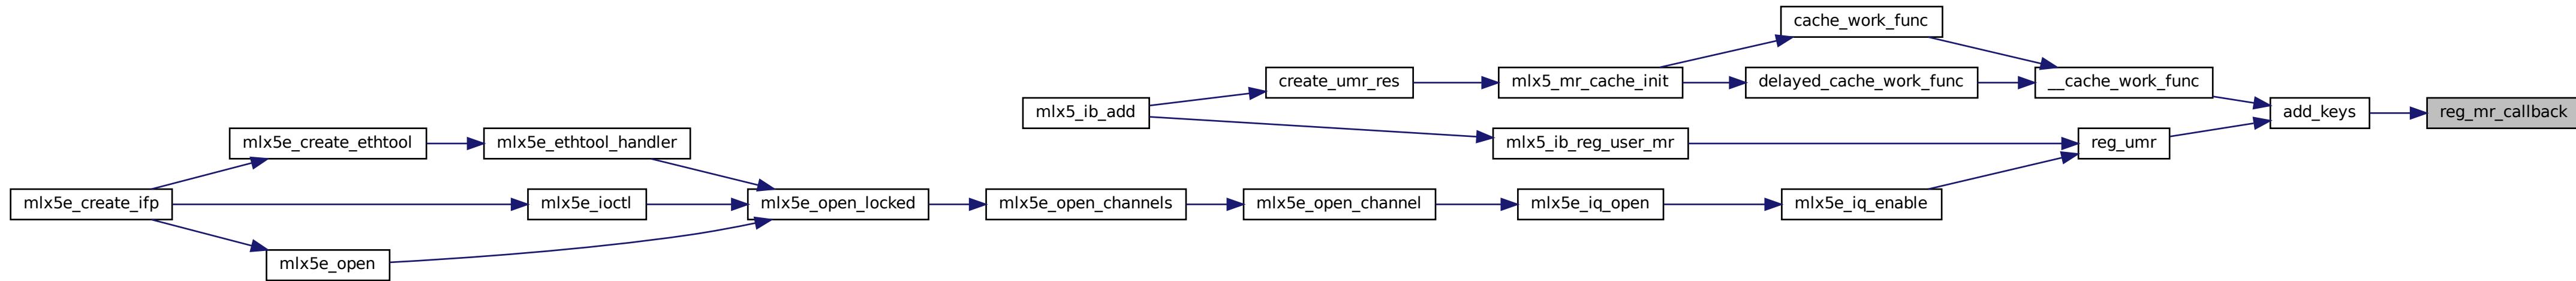 cache_work_func
create_umr_res
mlx5_mr_cache_init
delayed_cache_work_func
__cache_work_func
mlx5_ib_add
add_keys
reg_mr_callback
mlx5e_create_ethtool
mlx5e_ethtool_handler
mlx5_ib_reg_user_mr
reg_umr
mlx5e_create_ifp
mlx5e_ioctl
mlx5e_open_locked
mlx5e_open_channels
mlx5e_open_channel
mlx5e_iq_open
mlx5e_iq_enable
mlx5e_open